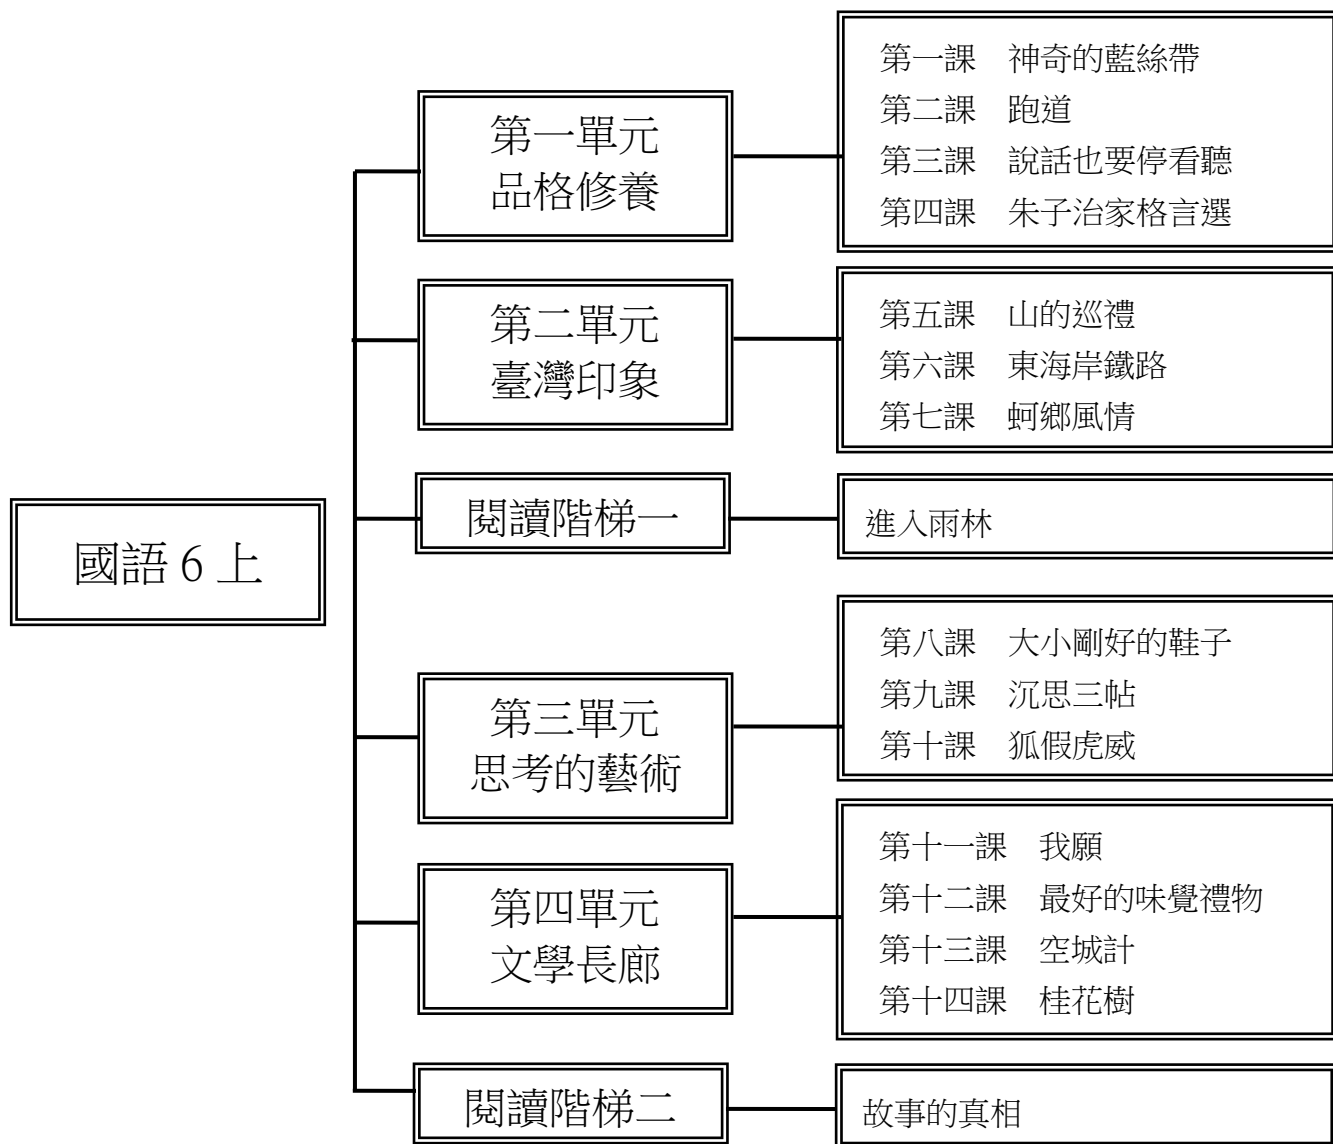 國語 6 上
第一單元
品格修養
第一課　神奇的藍絲帶
第二課　跑道
第三課　說話也要停看聽
第四課　朱子治家格言選
第二單元
臺灣印象
第五課　山的巡禮
第六課　東海岸鐵路
第七課　蚵鄉風情
閱讀階梯一
進入雨林
第三單元
思考的藝術
第八課　大小剛好的鞋子
第九課　沉思三帖
第十課　狐假虎威
第四單元
文學長廊
第十一課　我願
第十二課　最好的味覺禮物
第十三課　空城計
第十四課　桂花樹
閱讀階梯二
故事的真相